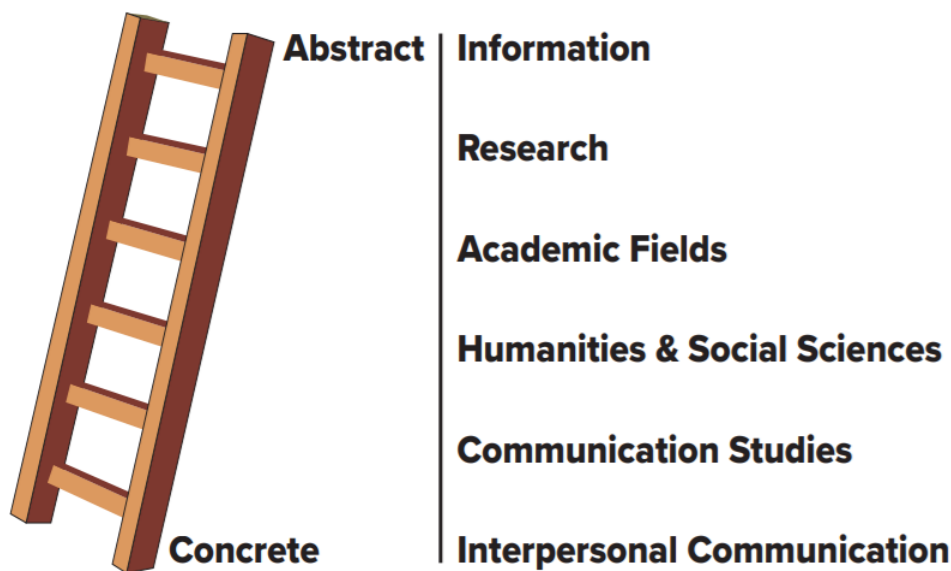 Abstract Information
Research
Academic Fields
Humanities & Social Sciences
Communication Studies
Concrete Interpersonal Communication